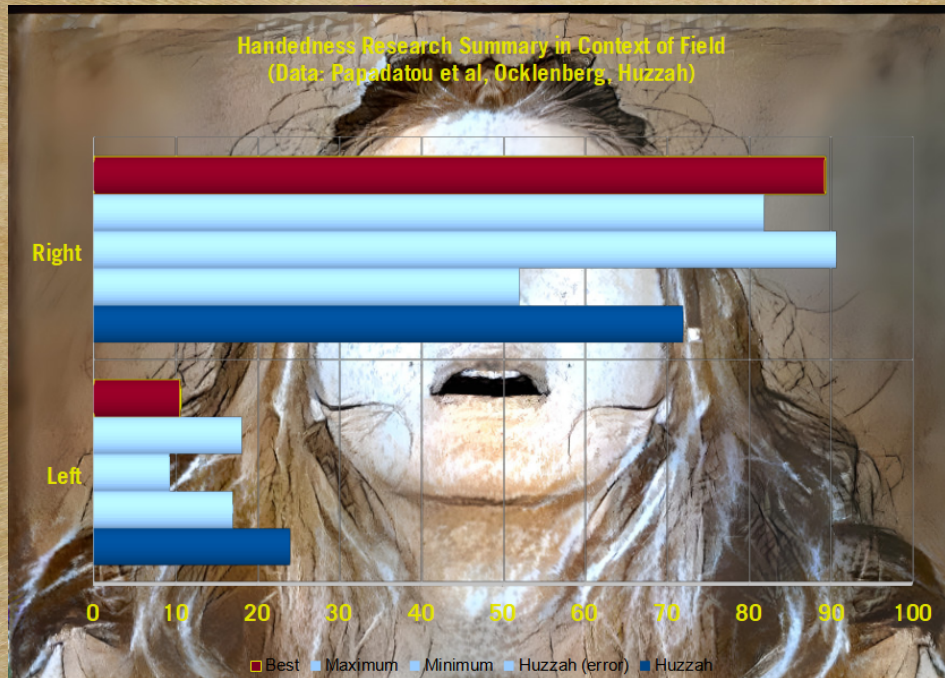 Handedness Research Summary in Context of Field
(Data: Papadatou et al, Ocklenberg, Huzzah)
Right
Left
0 10 20 30 40 50 60 70 80 90 100
Best Maximum Minimum Huzzah (error) Huzzah